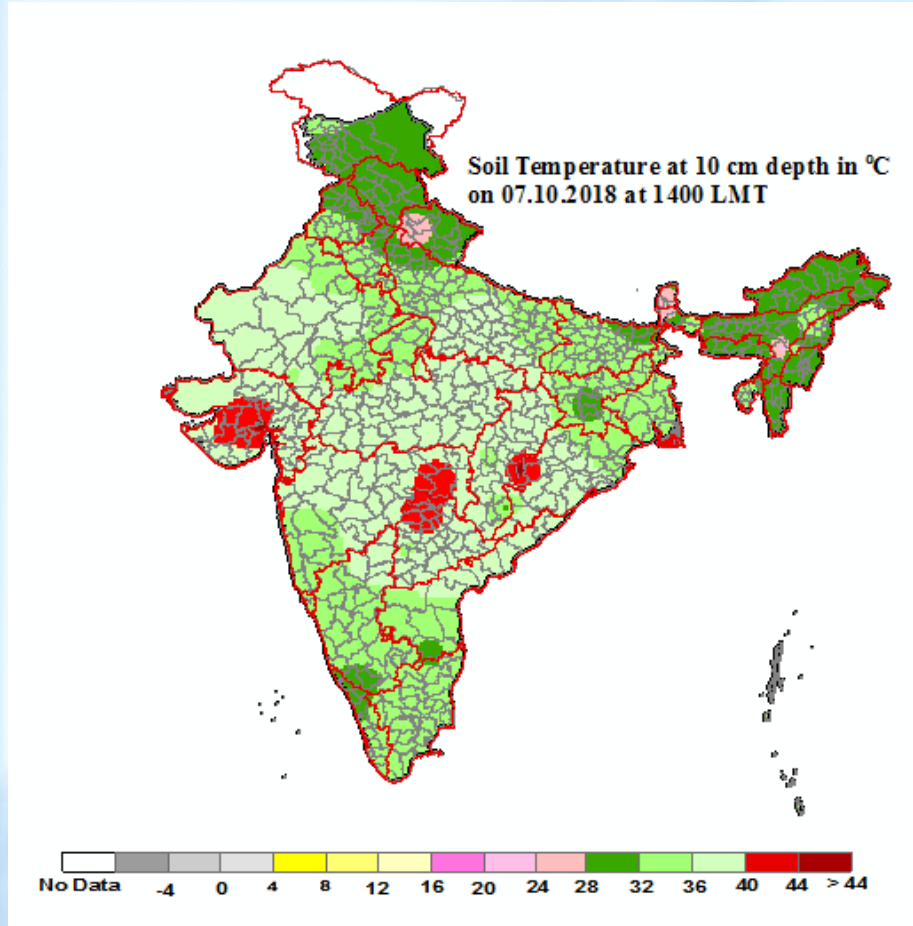 Soil Temperature at 10 cm depth in ⁰C
on 07.10.2018 at 1400 LMT
No Data -4 0 4 8 12 16 20 24 28 32 36 40 44 > 44